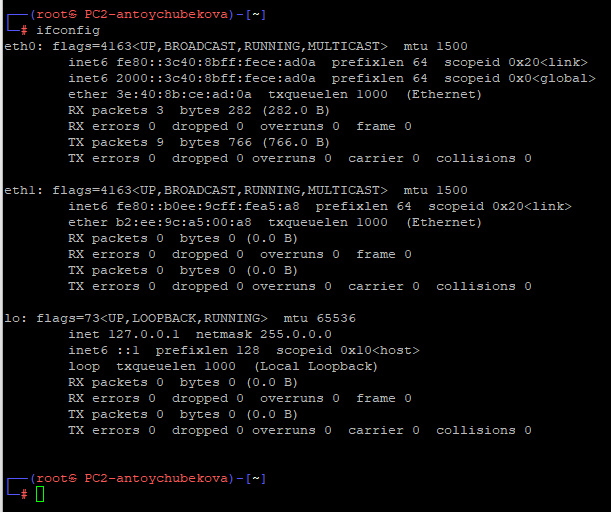 ┌──(root㉿ PC2-antoychubekova)-[~]
└─# ifconfig
eth0: flags=4163<UP,BROADCAST,RUNNING,MULTICAST>  mtu 1500
        inet6 fe80::3c40:8bff:fece:ad0a  prefixlen 64  scopeid 0x20<link>
        inet6 2000::3c40:8bff:fece:ad0a  prefixlen 64  scopeid 0x0<global>
        ether 3e:40:8b:ce:ad:0a  txqueuelen 1000  (Ethernet)
        RX packets 3  bytes 282 (282.0 B)
        RX errors 0  dropped 0  overruns 0  frame 0
        TX packets 9  bytes 766 (766.0 B)
        TX errors 0  dropped 0 overruns 0  carrier 0  collisions 0

eth1: flags=4163<UP,BROADCAST,RUNNING,MULTICAST>  mtu 1500
        inet6 fe80::b0ee:9cff:fea5:a8  prefixlen 64  scopeid 0x20<link>
        ether b2:ee:9c:a5:00:a8  txqueuelen 1000  (Ethernet)
        RX packets 0  bytes 0 (0.0 B)
        RX errors 0  dropped 0  overruns 0  frame 0
        TX packets 0  bytes 0 (0.0 B)
        TX errors 0  dropped 0 overruns 0  carrier 0  collisions 0

lo: flags=73<UP,LOOPBACK,RUNNING>  mtu 65536
        inet 127.0.0.1  netmask 255.0.0.0
        inet6 ::1  prefixlen 128  scopeid 0x10<host>
        loop  txqueuelen 1000  (Local Loopback)
        RX packets 0  bytes 0 (0.0 B)
        RX errors 0  dropped 0  overruns 0  frame 0
        TX packets 0  bytes 0 (0.0 B)
        TX errors 0  dropped 0 overruns 0  carrier 0  collisions 0

┌──(root㉿ PC2-antoychubekova)-[~]
└─#